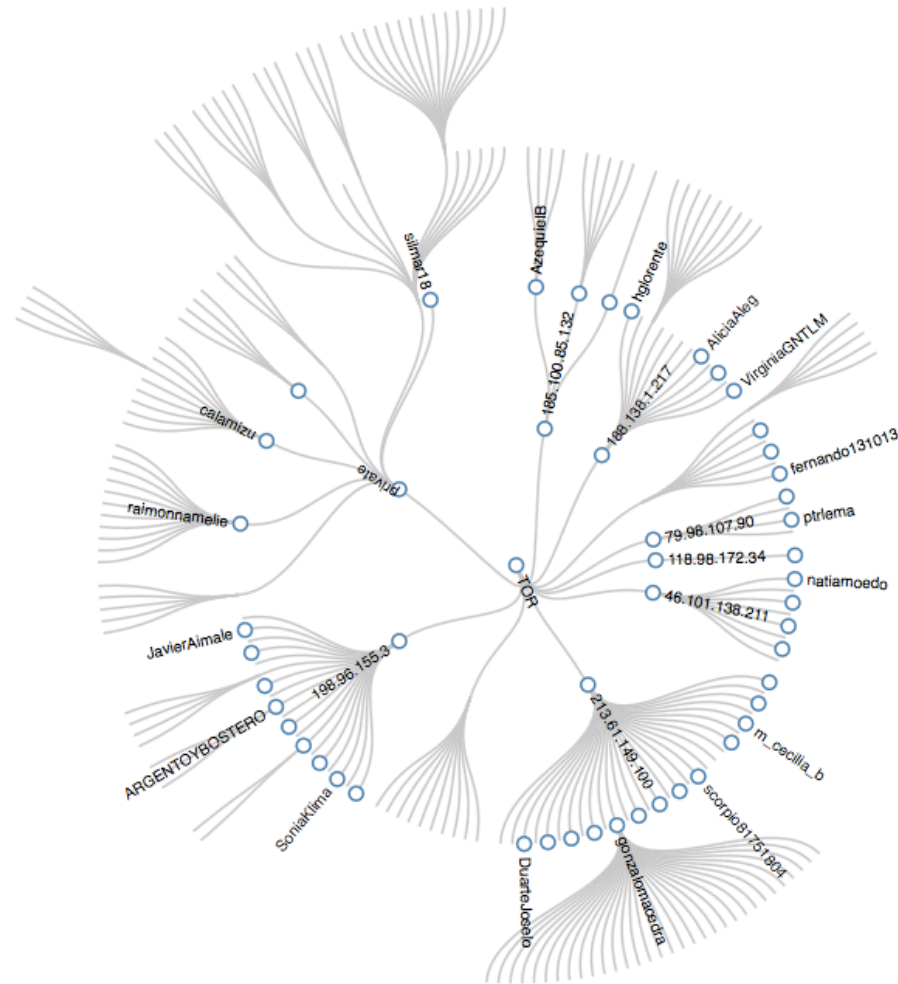 silmar18
AzequielB
hglorente
185.100.85.132
AliciaAleg
VirginiaGNTLM
188.138.1.217
calamizu
private
fernando131013
raimonnamelie
ptrlema
79.98.107.90
118.98.172.34
natiamoedo
TOR
46.101.138.211
JavierAimale
198.96.155.3
ARGENTOYBOSTERO
213.61.149.100
m_cecilia_b
SoniaKlima
scorpio81751804
gonzalomacedra
DuarteJoselo